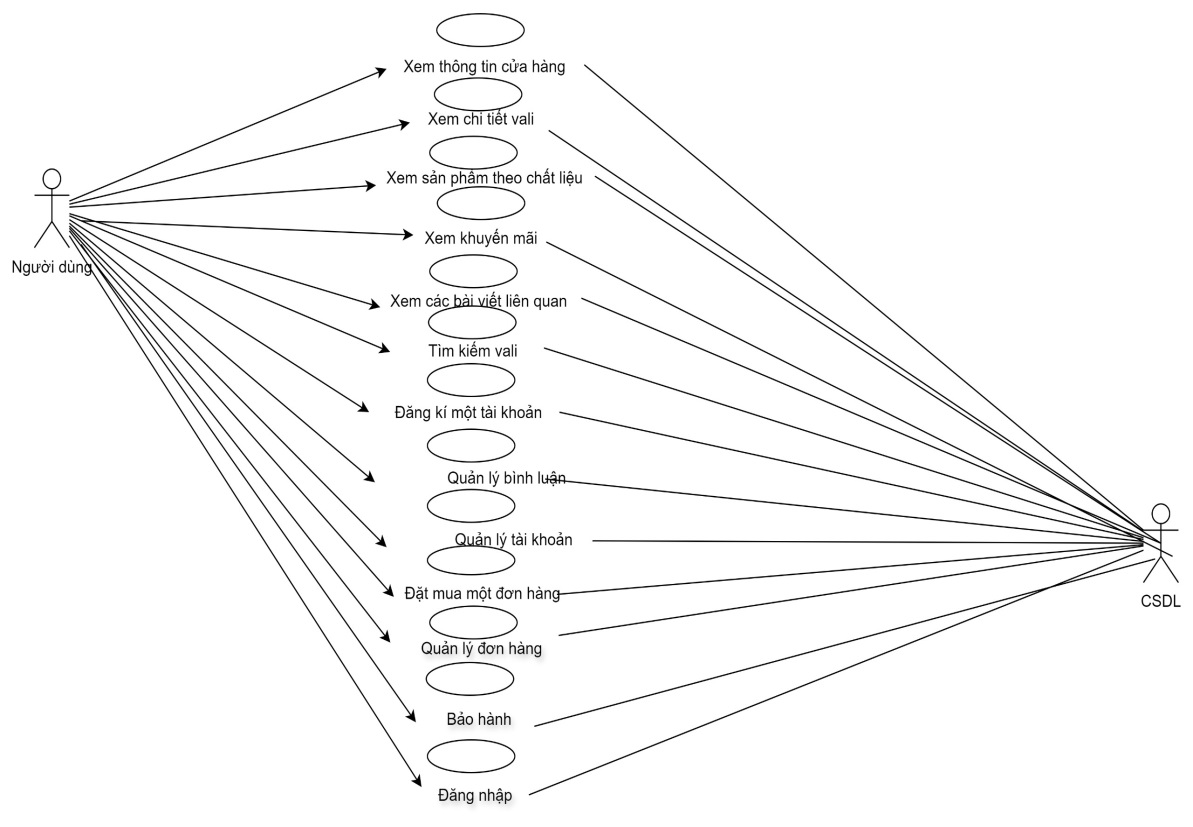 Xem thông tin cửa hàng
Xem chi tiết vali
Xem sản phẩm theo chất liệu
Xem khuyến mãi
Người dùng
Xem các bài viết liên quan
Tìm kiếm vali
Đăng kí một tài khoản
Quản lý bình luận
Quản lý tài khoản
Đặt mua một đơn hàng
CSDL
Quản lý đơn hàng
Bảo hành
Đăng nhập